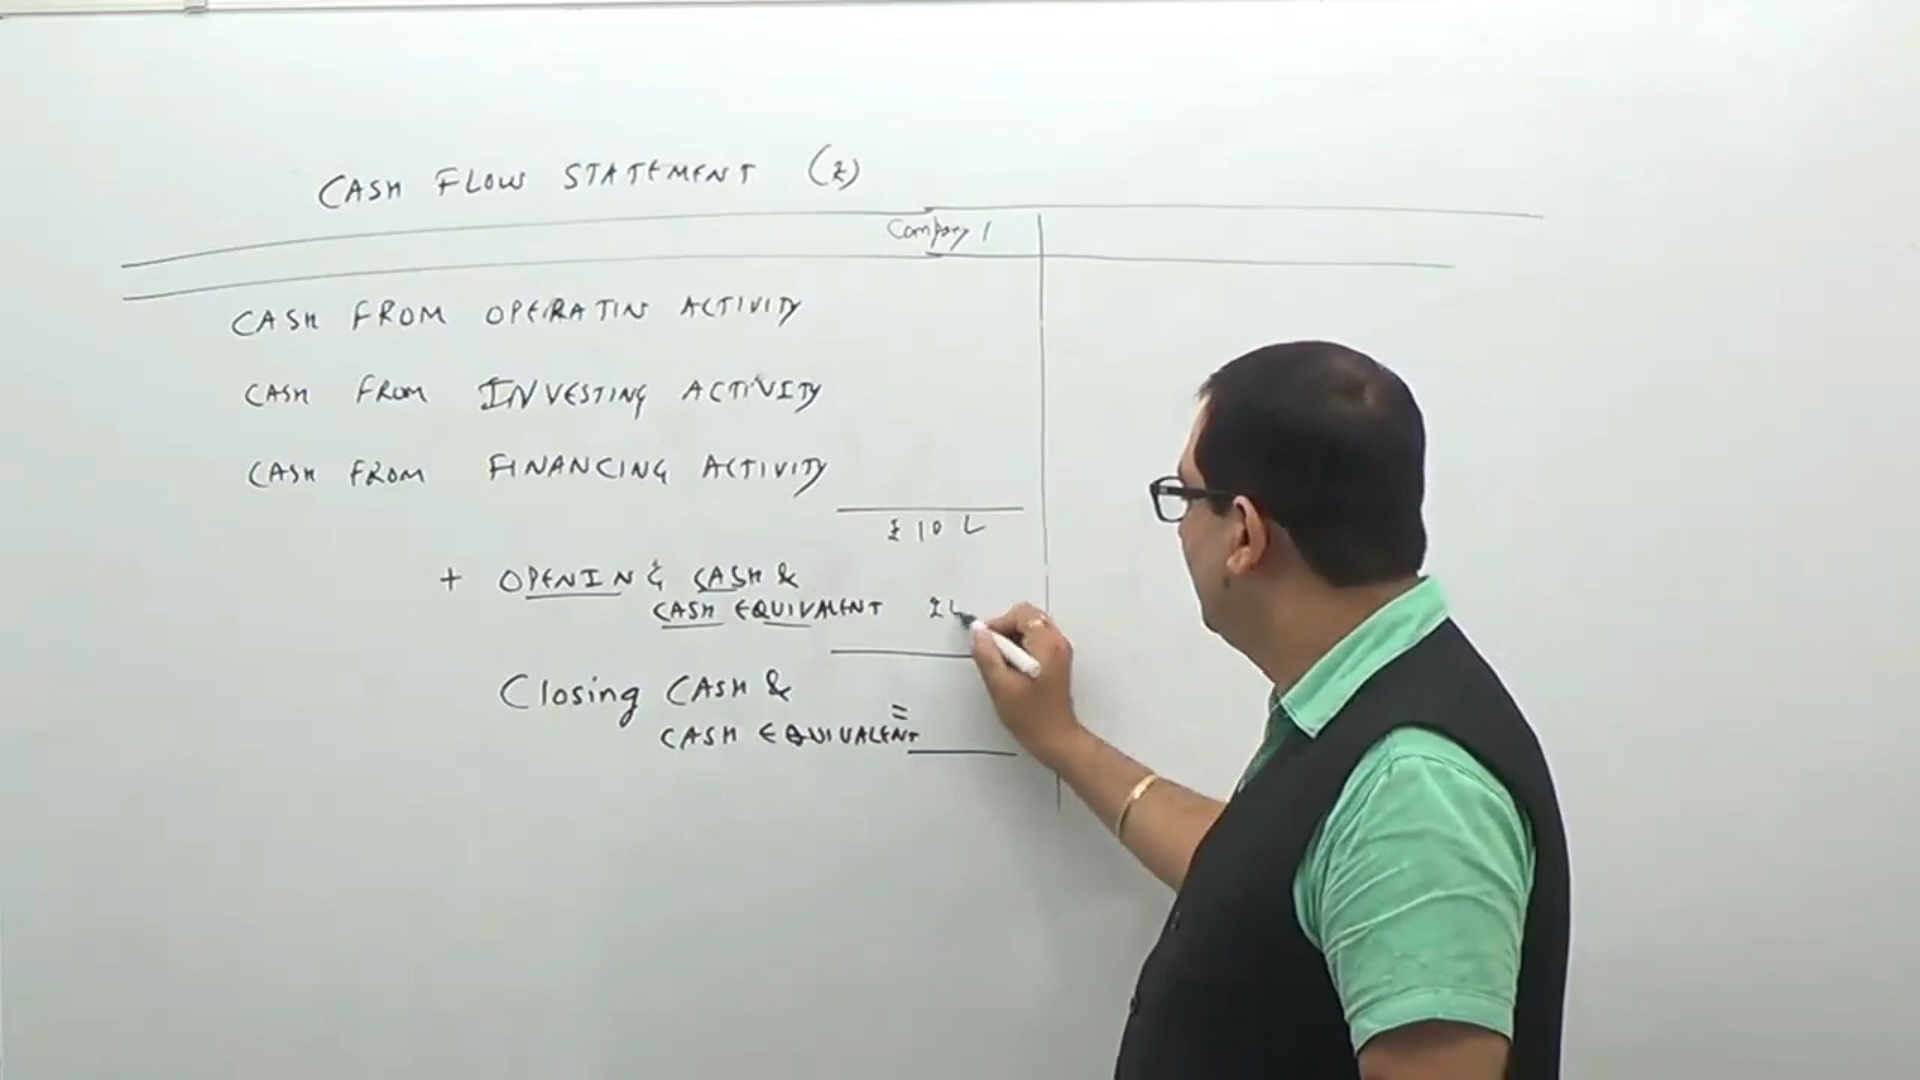 CASH FLOW STATEMENT (₹)
Company 1
CASH FROM OPERATING ACTIVITY
CASH FROM INVESTING ACTIVITY
CASH FROM FINANCING ACTIVITY
₹ 10 L
+ OPENING CASH &
CASH EQUIVALENT
Closing CASH &
CASH EQUIVALENT =